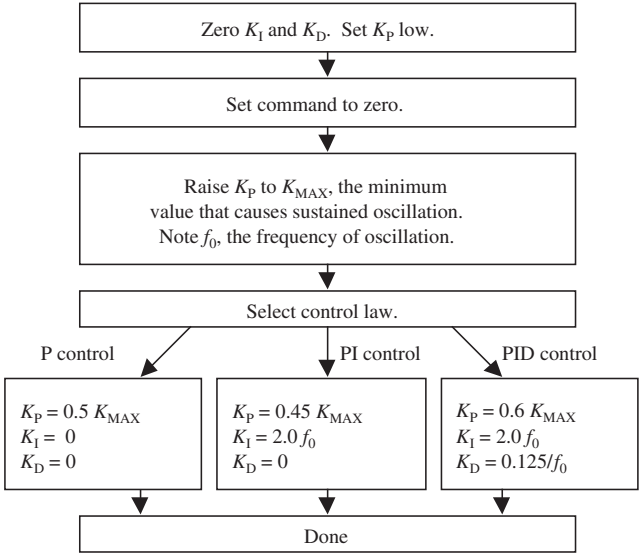 Zero K_I and K_D. Set K_P low.
Set command to zero.
Raise K_P to K_MAX, the minimum
value that causes sustained oscillation.
Note f_0, the frequency of oscillation.
Select control law.
P control
PI control
PID control
K_P = 0.5 K_MAX
K_I = 0
K_D = 0
K_P = 0.45 K_MAX
K_I = 2.0 f_0
K_D = 0
K_P = 0.6 K_MAX
K_I = 2.0 f_0
K_D = 0.125/f_0
Done